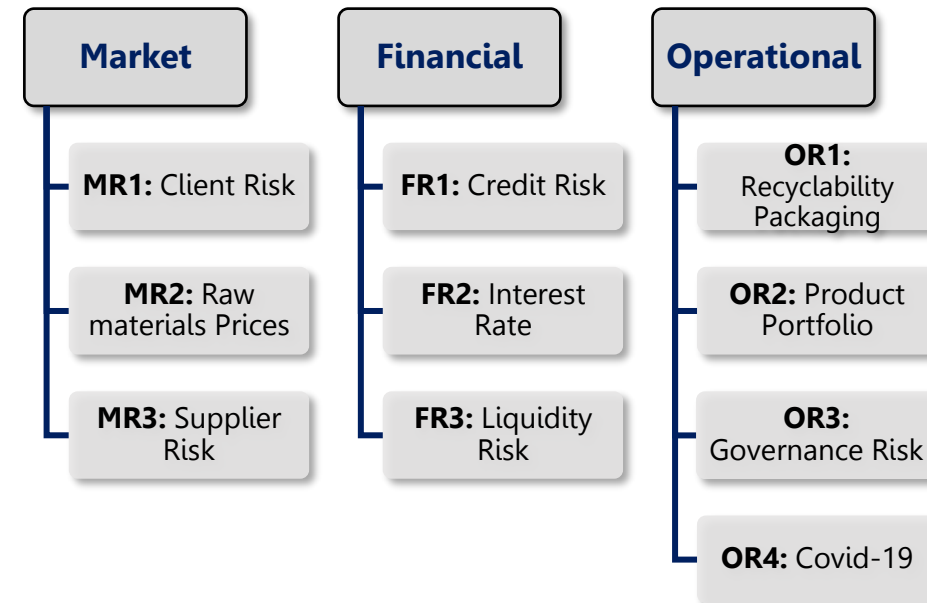 Market
MR1: Client Risk
MR2: Raw
materials Prices
MR3: Supplier
Risk
Financial
FR1: Credit Risk
FR2: Interest
Rate
FR3: Liquidity
Risk
Operational
OR1:
Recyclability
Packaging
OR2: Product
Portfolio
OR3:
Governance Risk
OR4: Covid-19